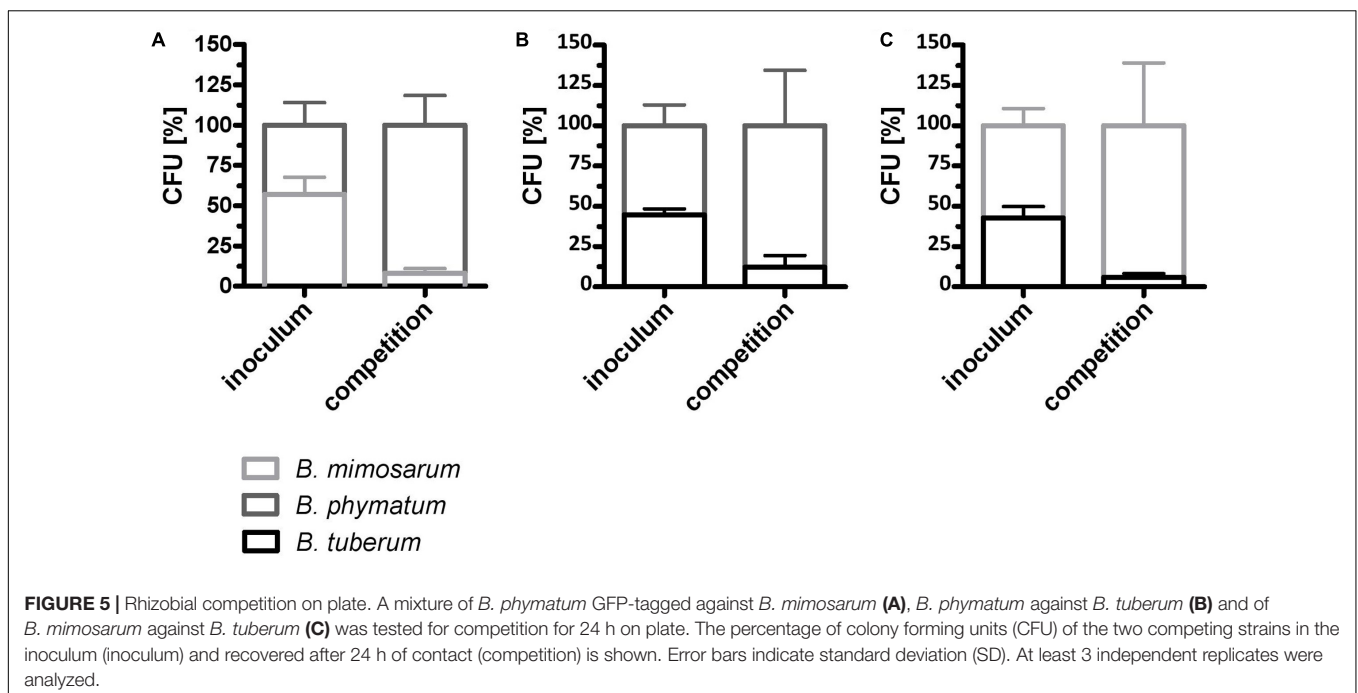 A
150
125
100
75
50
25
0
CFU [%]
inoculum
competition
B
150
125
100
75
50
25
0
CFU [%]
inoculum
competition
C
150
125
100
75
50
25
0
CFU [%]
inoculum
competition
B. mimosarum
B. phymatum
B. tuberum
FIGURE 5 | Rhizobial competition on plate. A mixture of B. phymatum GFP-tagged against B. mimosarum (A), B. phymatum against B. tuberum (B) and of
B. mimosarum against B. tuberum (C) was tested for competition for 24 h on plate. The percentage of colony forming units (CFU) of the two competing strains in the
inoculum (inoculum) and recovered after 24 h of contact (competition) is shown. Error bars indicate standard deviation (SD). At least 3 independent replicates were
analyzed.